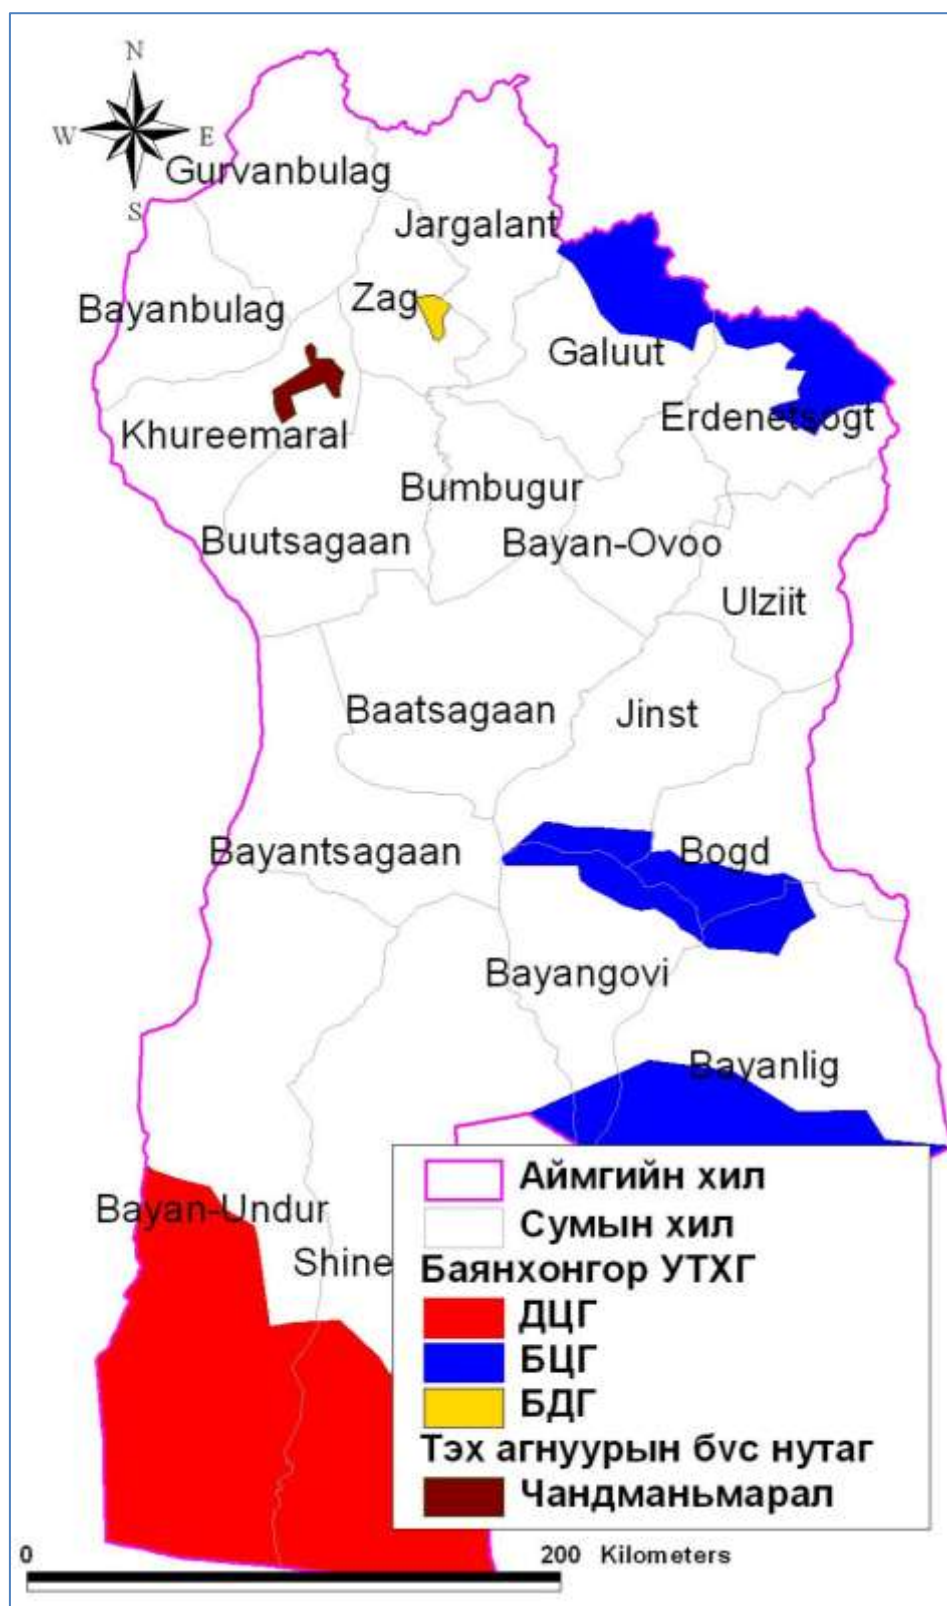 N
W E
S
Gurvanbulag
Jargalant
Zag
Bayanbulag
Galuut
Erdenetsogt
Khureemaral
Bumbugur
Buutsagaan
Bayan-Ovoo
Ulziit
Baatsagaan
Jinst
Bayantsagaan
Bogd
Bayangovi
Bayanlig
Bayan-Undur
Shine
Аймгийн хил
Сумын хил
Баянхонгор УТХГ
ДЦГ
БЦГ
БДГ
Тэх агнуурын бvс нутаг
Чандманьмарал
0 200 Kilometers